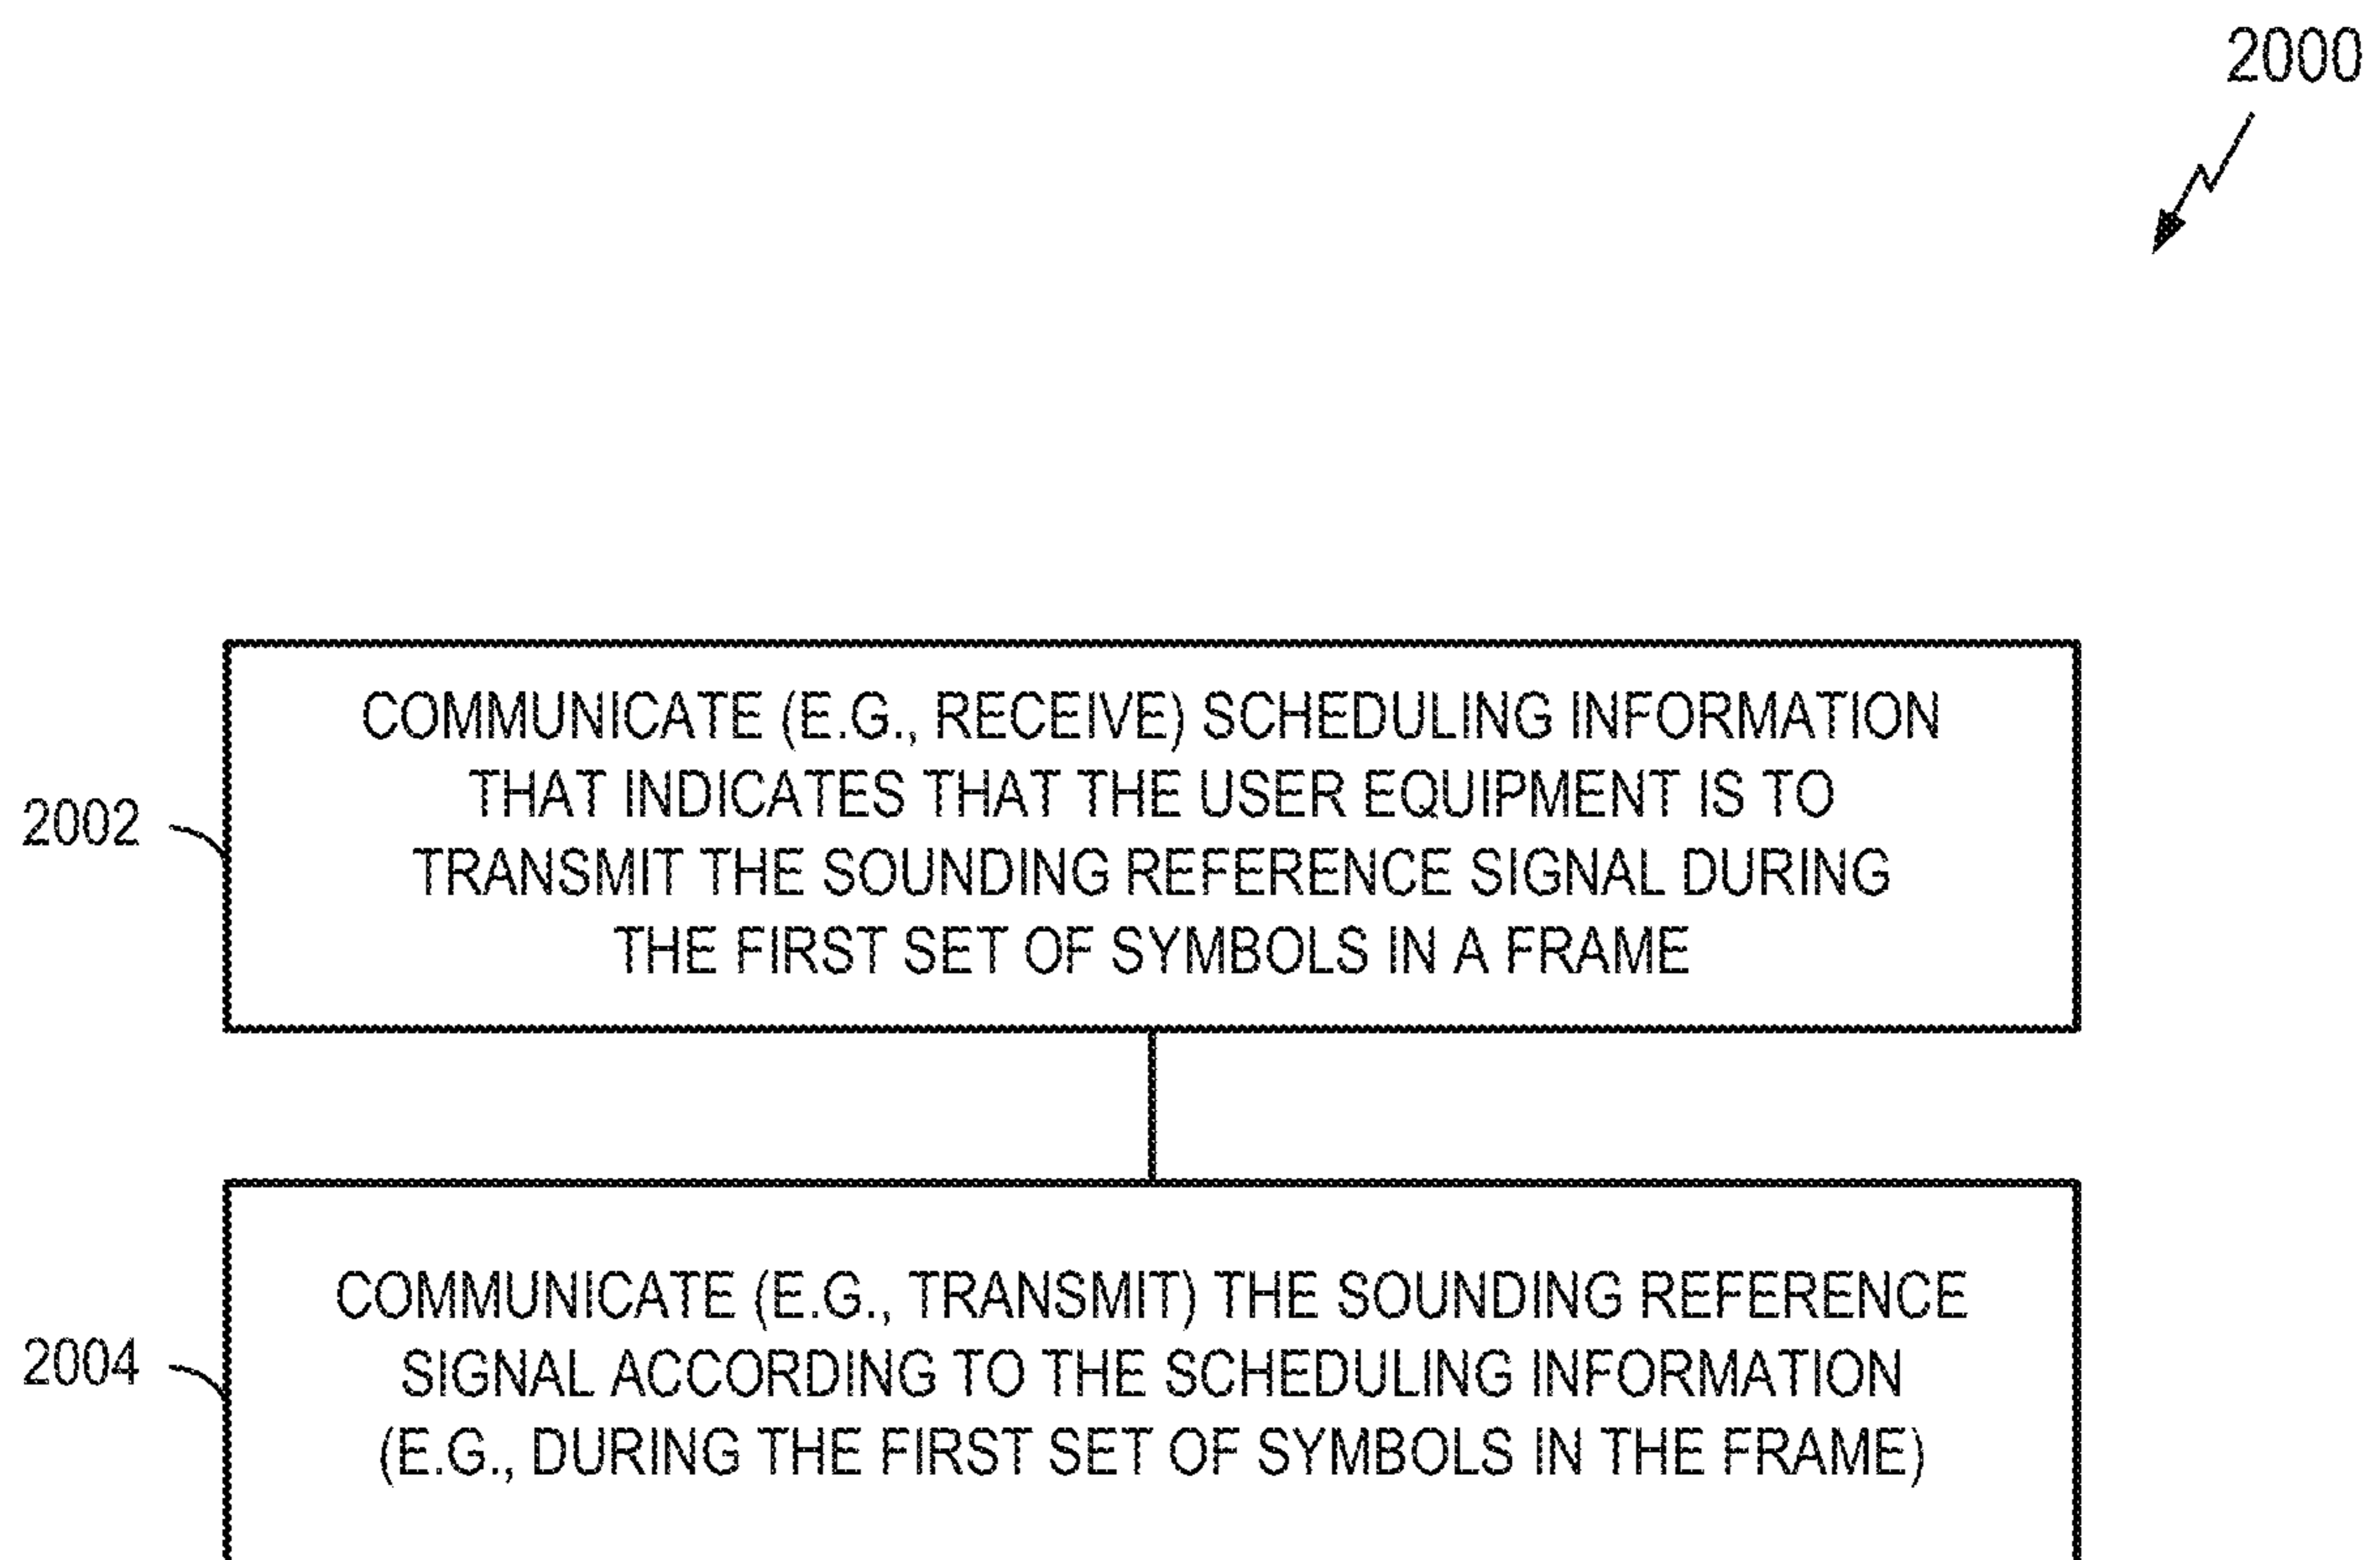 2000
COMMUNICATE (E.G., RECEIVE) SCHEDULING INFORMATION
THAT INDICATES THAT THE USER EQUIPMENT IS TO
TRANSMIT THE SOUNDING REFERENCE SIGNAL DURING
THE FIRST SET OF SYMBOLS IN A FRAME
2002
COMMUNICATE (E.G., TRANSMIT) THE SOUNDING REFERENCE
SIGNAL ACCORDING TO THE SCHEDULING INFORMATION
(E.G., DURING THE FIRST SET OF SYMBOLS IN THE FRAME)
2004